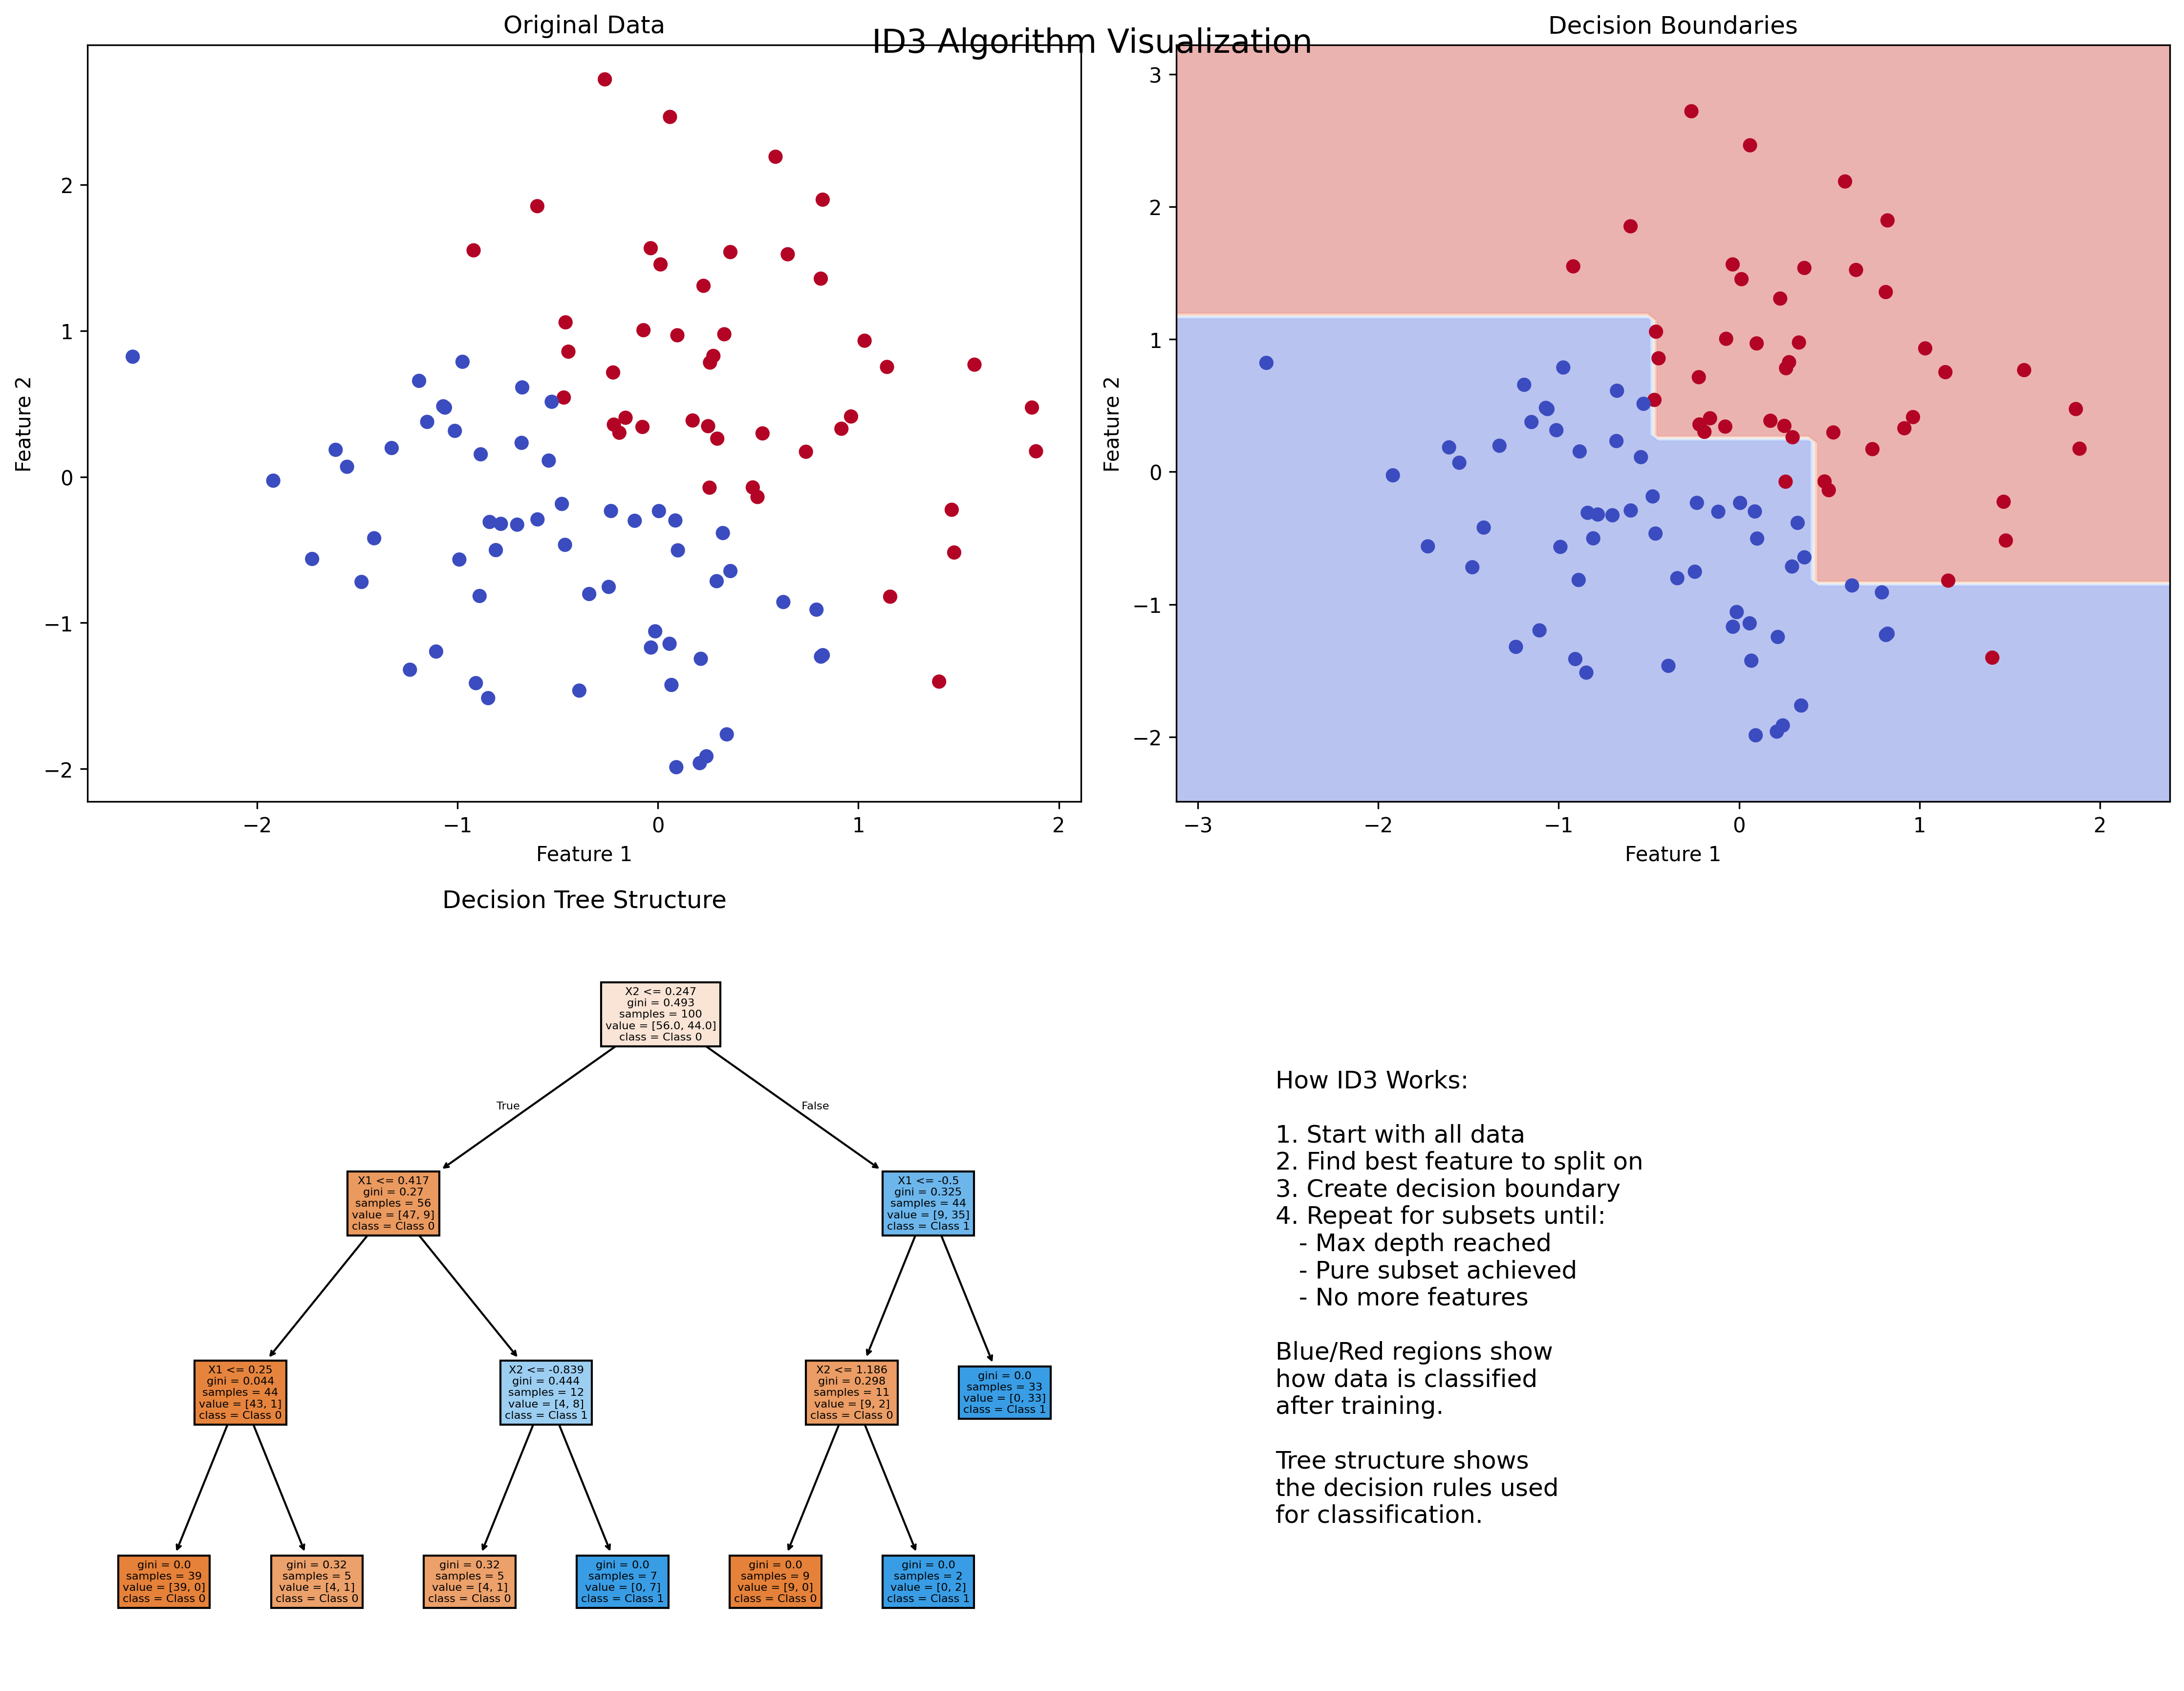 ID3 Algorithm Visualization
Original Data
Feature 2
2
1
0
−1
−2
−2
−1
0
1
2
Feature 1
Decision Boundaries
Feature 2
3
2
1
0
−1
−2
−3
−2
−1
0
1
2
Feature 1
Decision Tree Structure
X2 <= 0.247
gini = 0.493
samples = 100
value = [56.0, 44.0]
class = Class 0
True
False
X1 <= 0.417
gini = 0.27
samples = 56
value = [47, 9]
class = Class 0
X1 <= -0.5
gini = 0.325
samples = 44
value = [9, 35]
class = Class 1
X1 <= 0.25
gini = 0.044
samples = 44
value = [43, 1]
class = Class 0
X2 <= -0.839
gini = 0.444
samples = 12
value = [4, 8]
class = Class 1
X2 <= 1.186
gini = 0.298
samples = 11
value = [9, 2]
class = Class 0
gini = 0.0
samples = 33
value = [0, 33]
class = Class 1
gini = 0.0
samples = 39
value = [39, 0]
class = Class 0
gini = 0.32
samples = 5
value = [4, 1]
class = Class 0
gini = 0.32
samples = 5
value = [4, 1]
class = Class 0
gini = 0.0
samples = 7
value = [0, 7]
class = Class 1
gini = 0.0
samples = 9
value = [9, 0]
class = Class 0
gini = 0.0
samples = 2
value = [0, 2]
class = Class 1
How ID3 Works:
1. Start with all data
2. Find best feature to split on
3. Create decision boundary
4. Repeat for subsets until:
- Max depth reached
- Pure subset achieved
- No more features
Blue/Red regions show
how data is classified
after training.
Tree structure shows
the decision rules used
for classification.